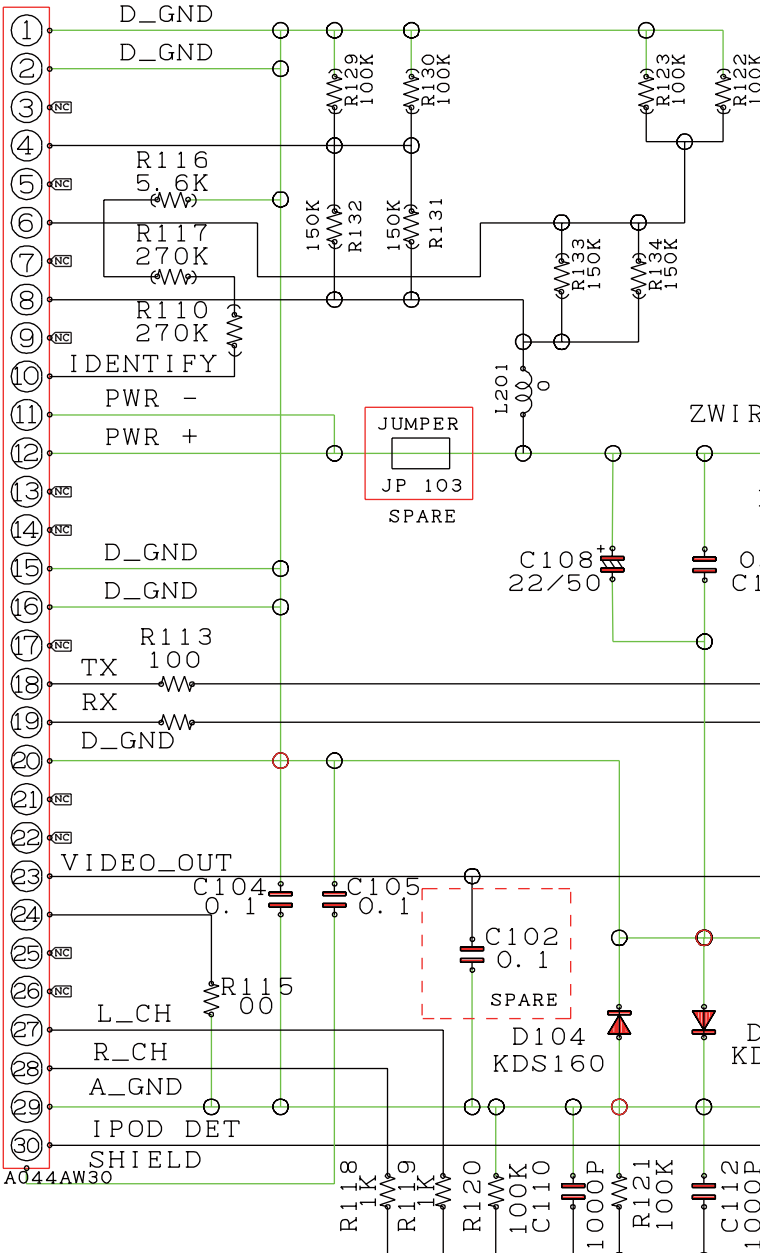 1
D_GND
2
D_GND
3
NC
4
5
NC
6
7
NC
8
9
NC
10
IDENTIFY
11
PWR -
12
PWR +
13
NC
14
NC
15
D_GND
16
D_GND
17
NC
18
TX
19
RX
20
D_GND
21
NC
22
NC
23
VIDEO_OUT
24
25
NC
26
NC
27
L_CH
28
R_CH
29
A_GND
30
IPOD DET
SHIELD
A044AW30
R129
100K
R130
100K
R123
100K
R122
100K
R116
5.6K
R117
270K
R110
270K
150K
R132
150K
R131
R133
150K
R134
150K
L201
0
JUMPER
JP 103
SPARE
C108
+
22/50
R113
100
C104
0.1
C105
0.1
C102
0.1
SPARE
R115
00
D104
KDS160
R118
1K
R119
1K
R120
100K
C110
1000P
R121
100K
C112
1000P